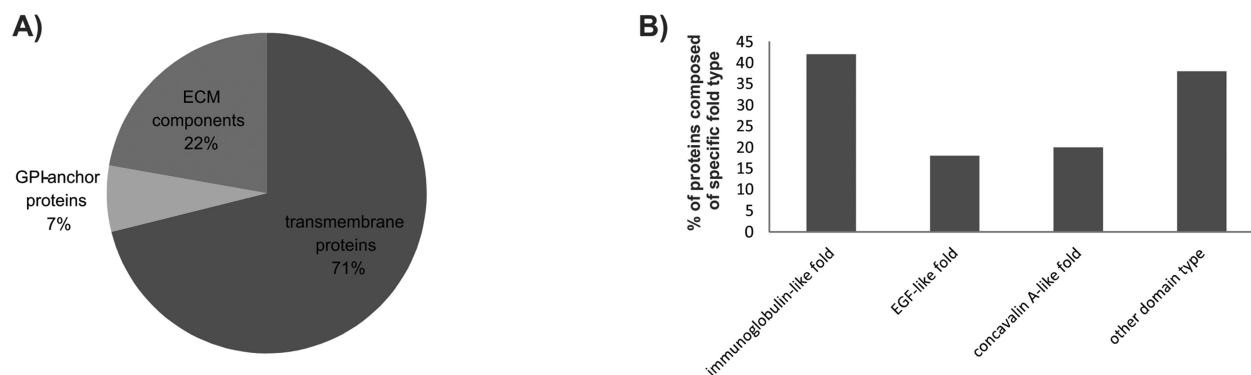 A)
ECM
components
22%
GPI-anchor
proteins
7%
transmembrane
proteins
71%
B)
% of proteins composed
of specific fold type
45
40
35
30
25
20
15
10
5
0
immunoglobulin-like fold
EGF-like fold
concavalin A-like fold
other domain type